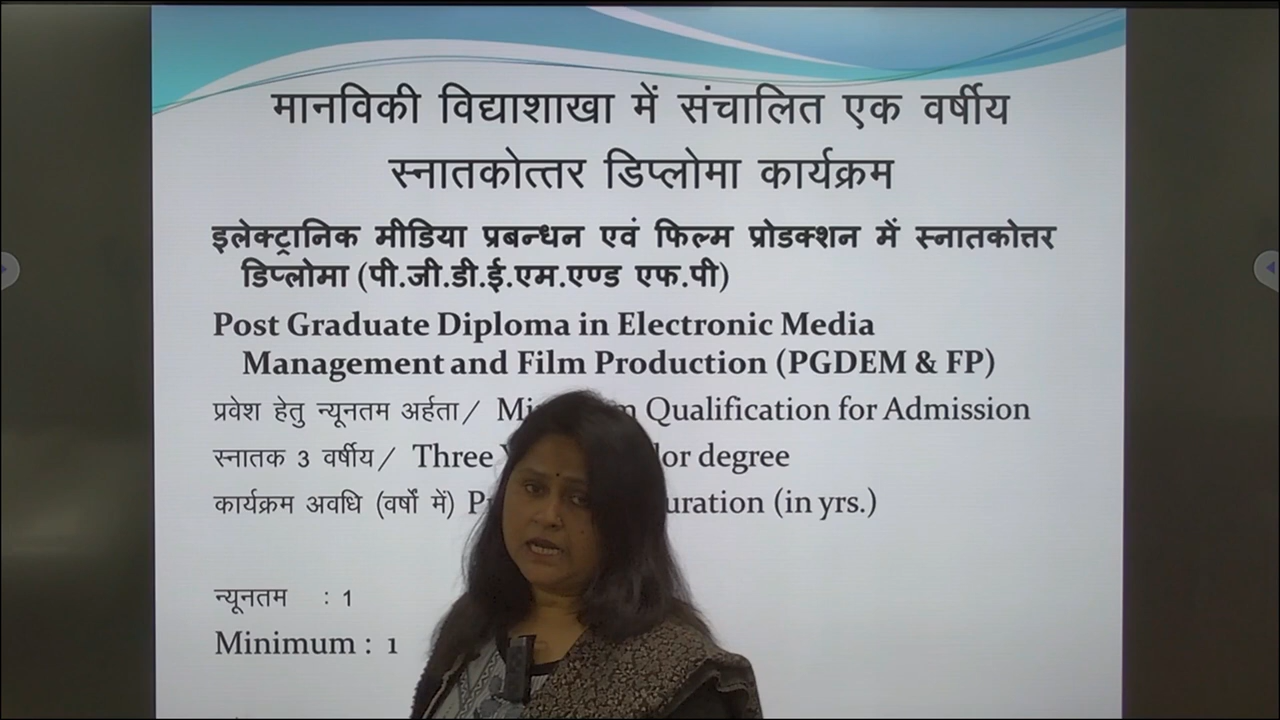 मानविकी विद्याशाखा में संचालित एक वर्षीय
स्नातकोत्तर डिप्लोमा कार्यक्रम
इलेक्ट्रानिक मीडिया प्रबन्धन एवं फिल्म प्रोडक्शन में स्नातकोत्तर
डिप्लोमा (पी.जी.डी.ई.एम.एण्ड एफ.पी)
Post Graduate Diploma in Electronic Media
Management and Film Production (PGDEM & FP)
प्रवेश हेतु न्यूनतम अर्हता/ Qualification for Admission
स्नातक 3 वर्षीय/ Three degree
कार्यक्रम अवधि (वर्षों में) (in yrs.)
न्यूनतम : 1
Minimum : 1